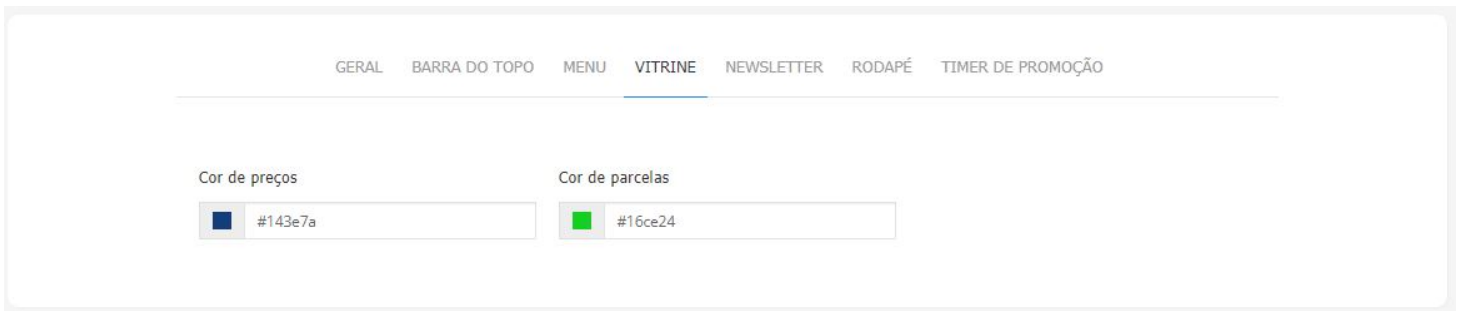 GERAL BARRA DO TOPO MENU VITRINE NEWSLETTER RODAPÉ TIMER DE PROMOÇÃO
Cor de preços Cor de parcelas
#143e7a #16ce24